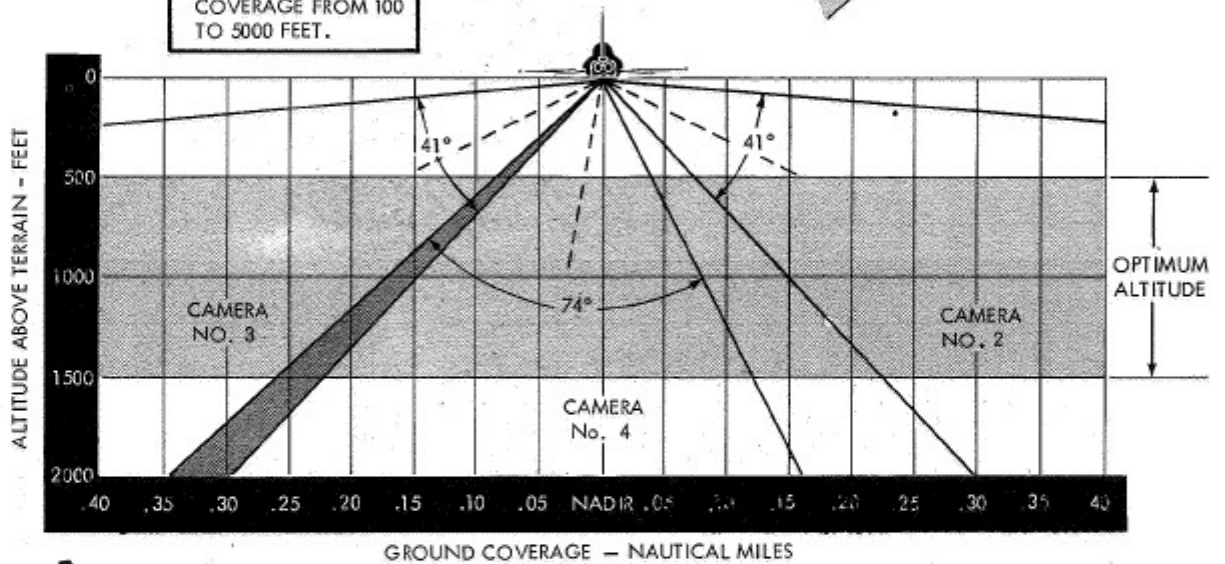 COVERAGE FROM 100
TO 5000 FEET.
0
41°
41°
500
1000
OPTIMUM
ALTITUDE
74°
CAMERA
NO. 3
CAMERA
NO. 2
1500
CAMERA
No. 4
2000
ALTITUDE ABOVE TERRAIN - FEET
.40 .35 .30 .25 .20 .15 .10 .05 NADIR .05 .15 .20 .25 .30 .35 .40
GROUND COVERAGE — NAUTICAL MILES